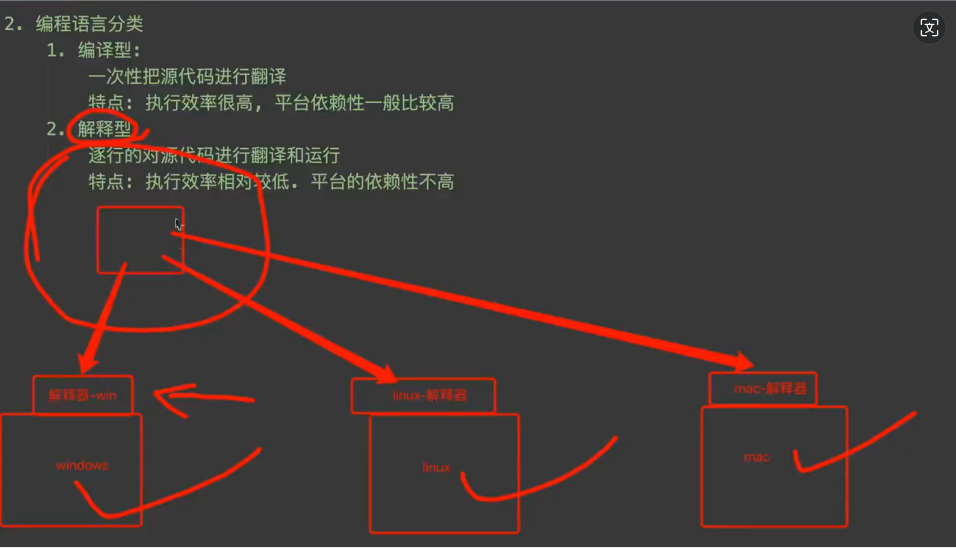 2. 编程语言分类
1. 编译型:
一次性把源代码进行翻译
特点: 执行效率很高, 平台依赖性一般比较高
2. 解释型
逐行的对源代码进行翻译和运行
特点: 执行效率相对较低. 平台的依赖性不高
解释器-win
linux-解释器
mac-解释器
windows
linux
mac